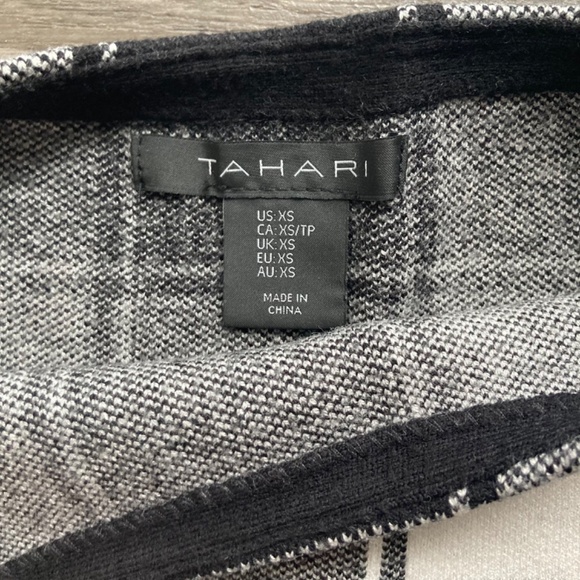 TAHARI
US: XS
CA: XS/TP
UK: XS
EU: XS
AU: XS
MADE IN
CHINA